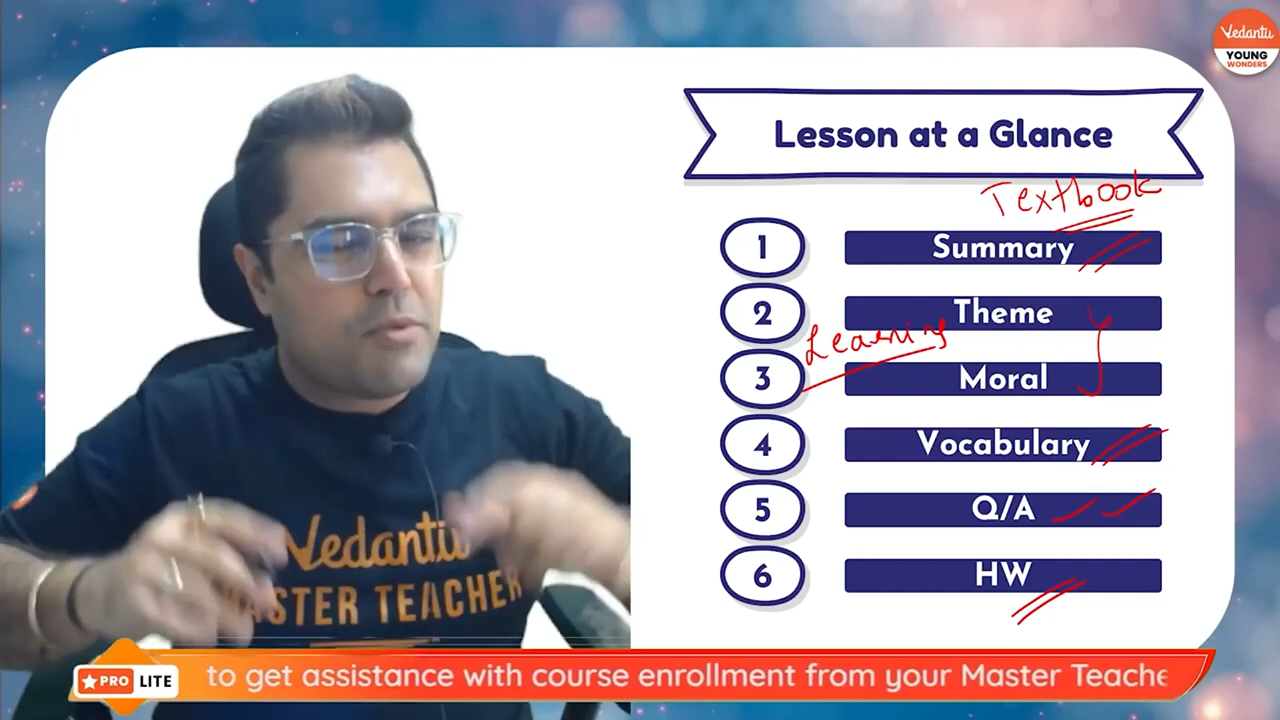 Vedantu
YOUNG
WONDERS
Lesson at a Glance
Textbook
1 Summary
2 Theme
Learning
3 Moral
4 Vocabulary
5 Q/A
6 HW
Vedantu
MASTER TEACHER
PRO LITE
to get assistance with course enrollment from your Master Teache